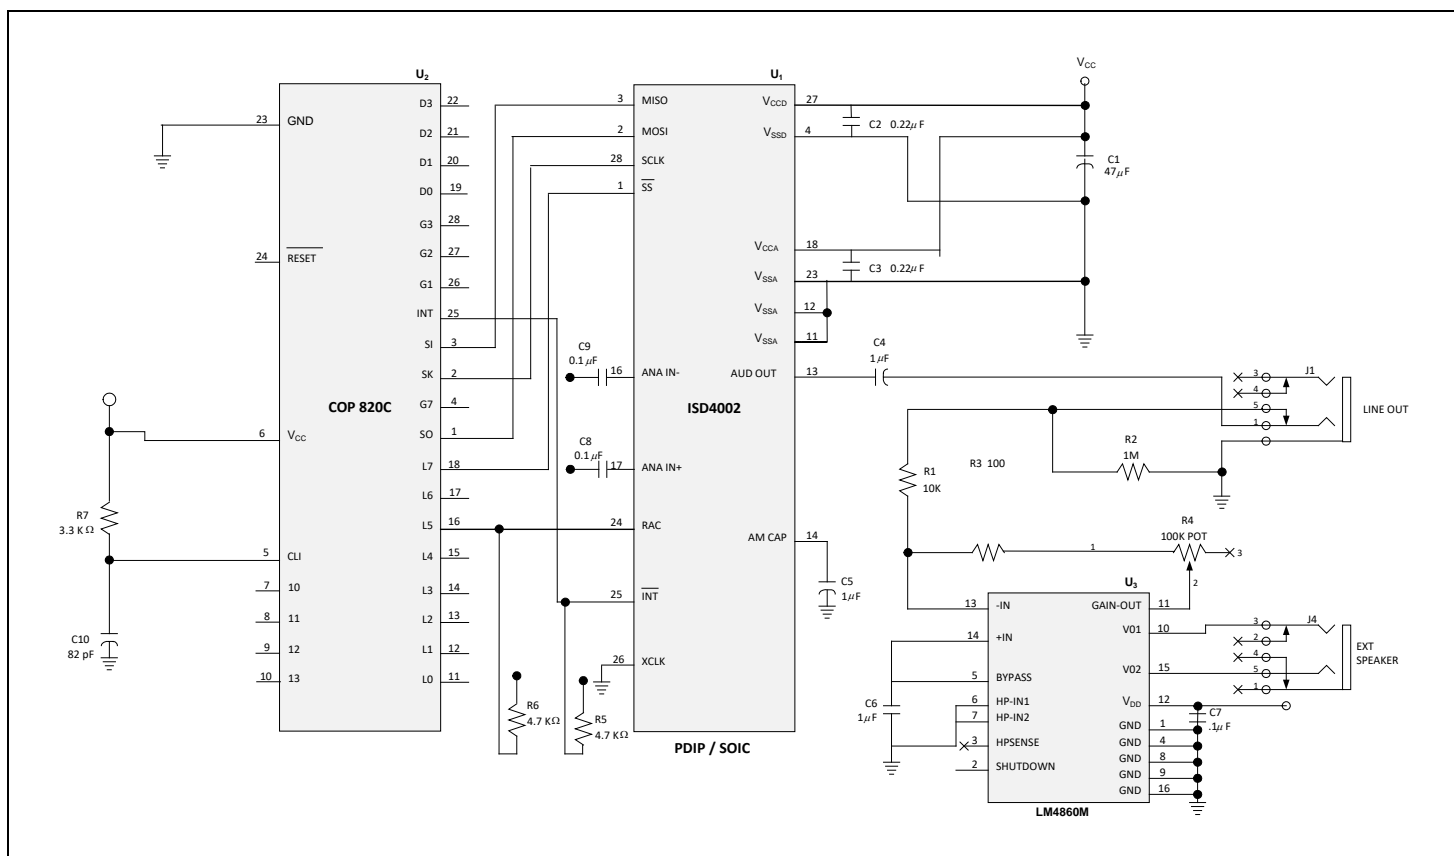 U2
COP 820C
23 GND
24 RESET
6 VCC
5 CLI
7 10
8 11
9 12
10 13
D3 22
D2 21
D1 20
D0 19
G3 28
G2 27
G1 26
INT 25
SI 3
SK 2
G7 4
SO 1
L7 18
L6 17
L5 16
L4 15
L3 14
L2 13
L1 12
L0 11
R7
3.3 KΩ
C10
82 pF
R6
4.7 KΩ
R5
4.7 KΩ
C9
0.1 µF
C8
0.1µF
U1
ISD4002
3 MISO
2 MOSI
28 SCLK
1 SS
16 ANA IN-
17 ANA IN+
24 RAC
25 INT
26 XCLK
VCCD 27
VSSD 4
VCCA 18
VSSA 23
VSSA 12
VSSA 11
AUD OUT 13
AM CAP 14
PDIP / SOIC
C2 0.22µF
C3 0.22µF
VCC
C1
47µF
C4
1µF
C5
1µF
3
4
5
1
J1
LINE OUT
R1
10K
R3 100
R2
1M
R4
100K POT
1
3
2
U3
13 -IN
14 +IN
5 BYPASS
6 HP-IN1
7 HP-IN2
3 HPSENSE
2 SHUTDOWN
GAIN-OUT 11
V01 10
V02 15
VDD 12
GND 1
GND 4
GND 8
GND 9
GND 16
LM4860M
C6
1µF
C7
.1µ F
3
2
4
5
1
J4
EXT
SPEAKER